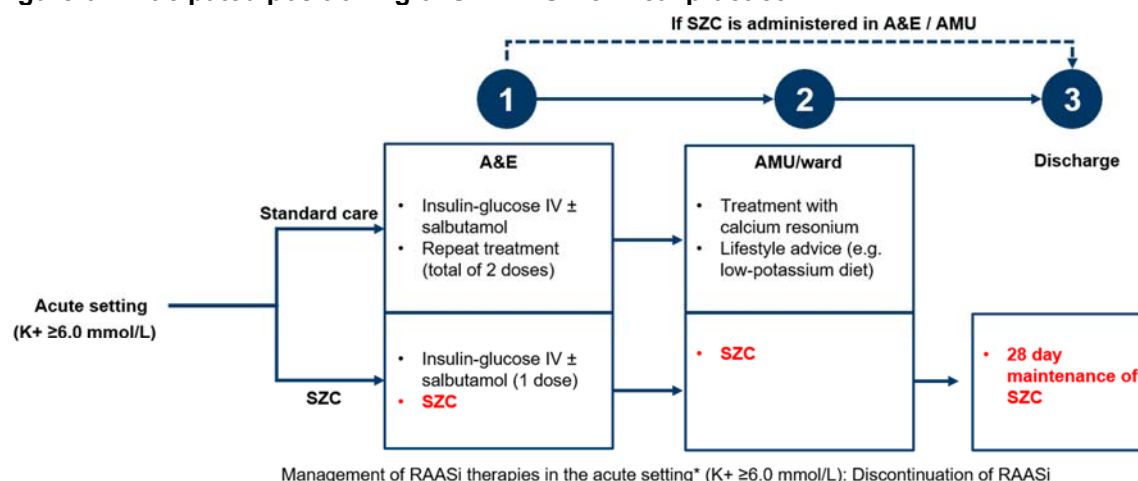 If SZC is administered in A&E / AMU
1
2
3
Discharge
A&E
• Insulin-glucose IV ±
salbutamol
• Repeat treatment
(total of 2 doses)
AMU/ward
• Treatment with
calcium resonium
• Lifestyle advice (e.g.
low-potassium diet)
Standard care
Acute setting
(K+ ≥6.0 mmol/L)
SZC
• Insulin-glucose IV ±
salbutamol (1 dose)
• SZC
• SZC
• 28 day
maintenance of
SZC
Management of RAASi therapies in the acute setting* (K+ ≥6.0 mmol/L): Discontinuation of RAASi